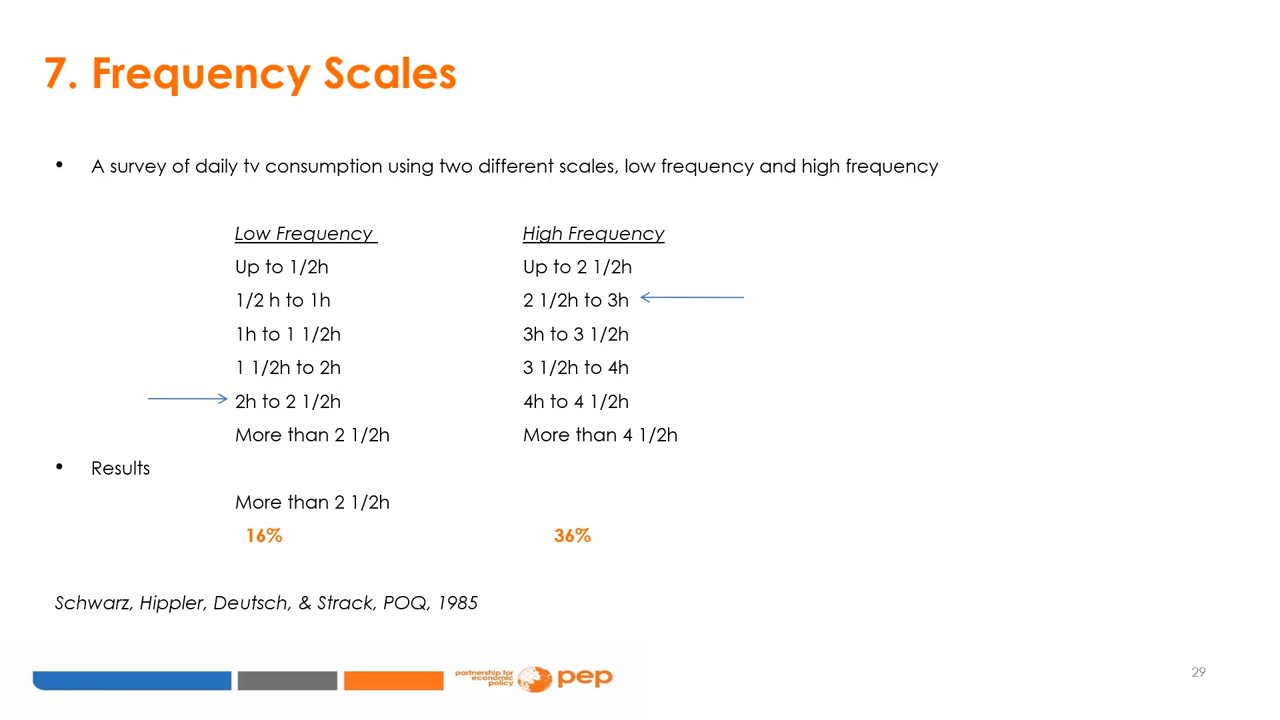 7. Frequency Scales
• A survey of daily tv consumption using two different scales, low frequency and high frequency
Low Frequency High Frequency
Up to 1/2h Up to 2 1/2h
1/2 h to 1h 2 1/2h to 3h
1h to 1 1/2h 3h to 3 1/2h
1 1/2h to 2h 3 1/2h to 4h
2h to 2 1/2h 4h to 4 1/2h
More than 2 1/2h More than 4 1/2h
• Results
More than 2 1/2h
16% 36%
Schwarz, Hippler, Deutsch, & Strack, POQ, 1985
partnership for
economic
policy
pep
29